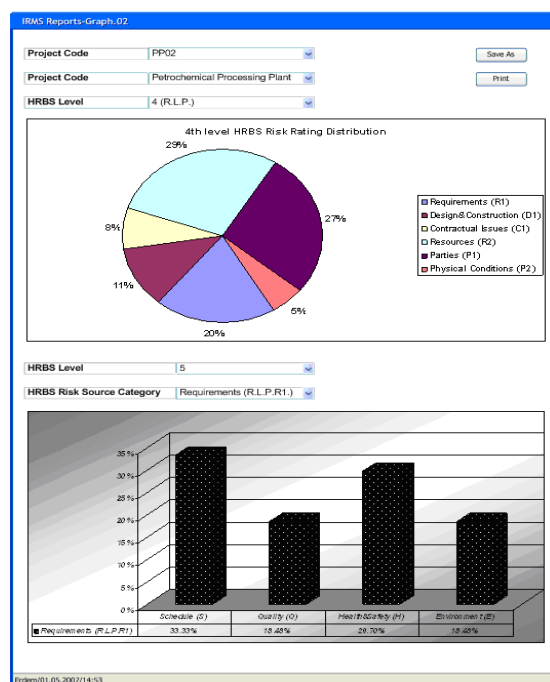 IRMS Reports-Graph.02
Project Code PP02
Save As
Project Code Petrochemical Processing Plant
Print
HRBS Level 4 (R.L.P.)
4th level HRBS Risk Rating Distribution
29%
27%
8%
11%
5%
20%
Requirements (R1)
Design&Construction (D1)
Contractual Issues (C1)
Resources (R2)
Parties (P1)
Physical Conditions (P2)
HRBS Level 5
HRBS Risk Source Category Requirements (R.L.P.R1.)
35%
30%
25%
20%
15%
10%
5%
0%
Schedule (S) Quality (Q) Health&Safety (H) Environment (E)
Requirements (R.L.P.R1) 33.33% 18.48% 29.70% 18.48%
Erdem/01.05.2007/14:53